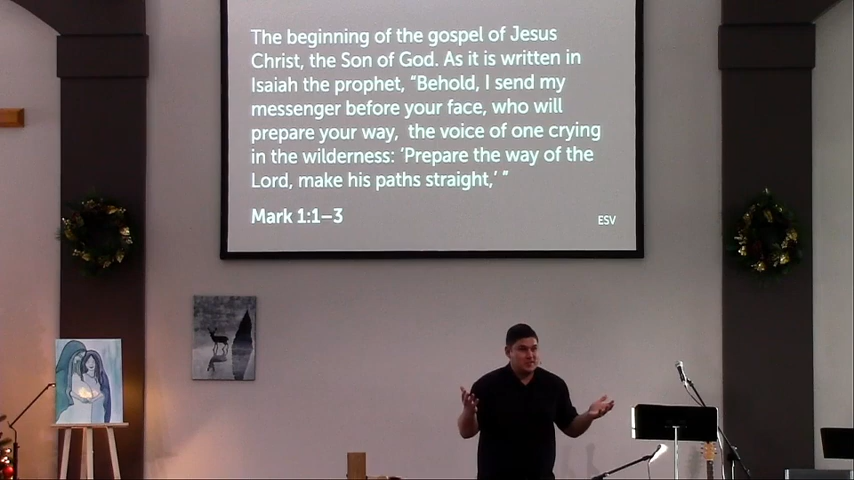 The beginning of the gospel of Jesus
Christ, the Son of God. As it is written in
Isaiah the prophet, “Behold, I send my
messenger before your face, who will
prepare your way,  the voice of one crying
in the wilderness: ‘Prepare the way of the
Lord, make his paths straight,’ ”
Mark 1:1–3
ESV